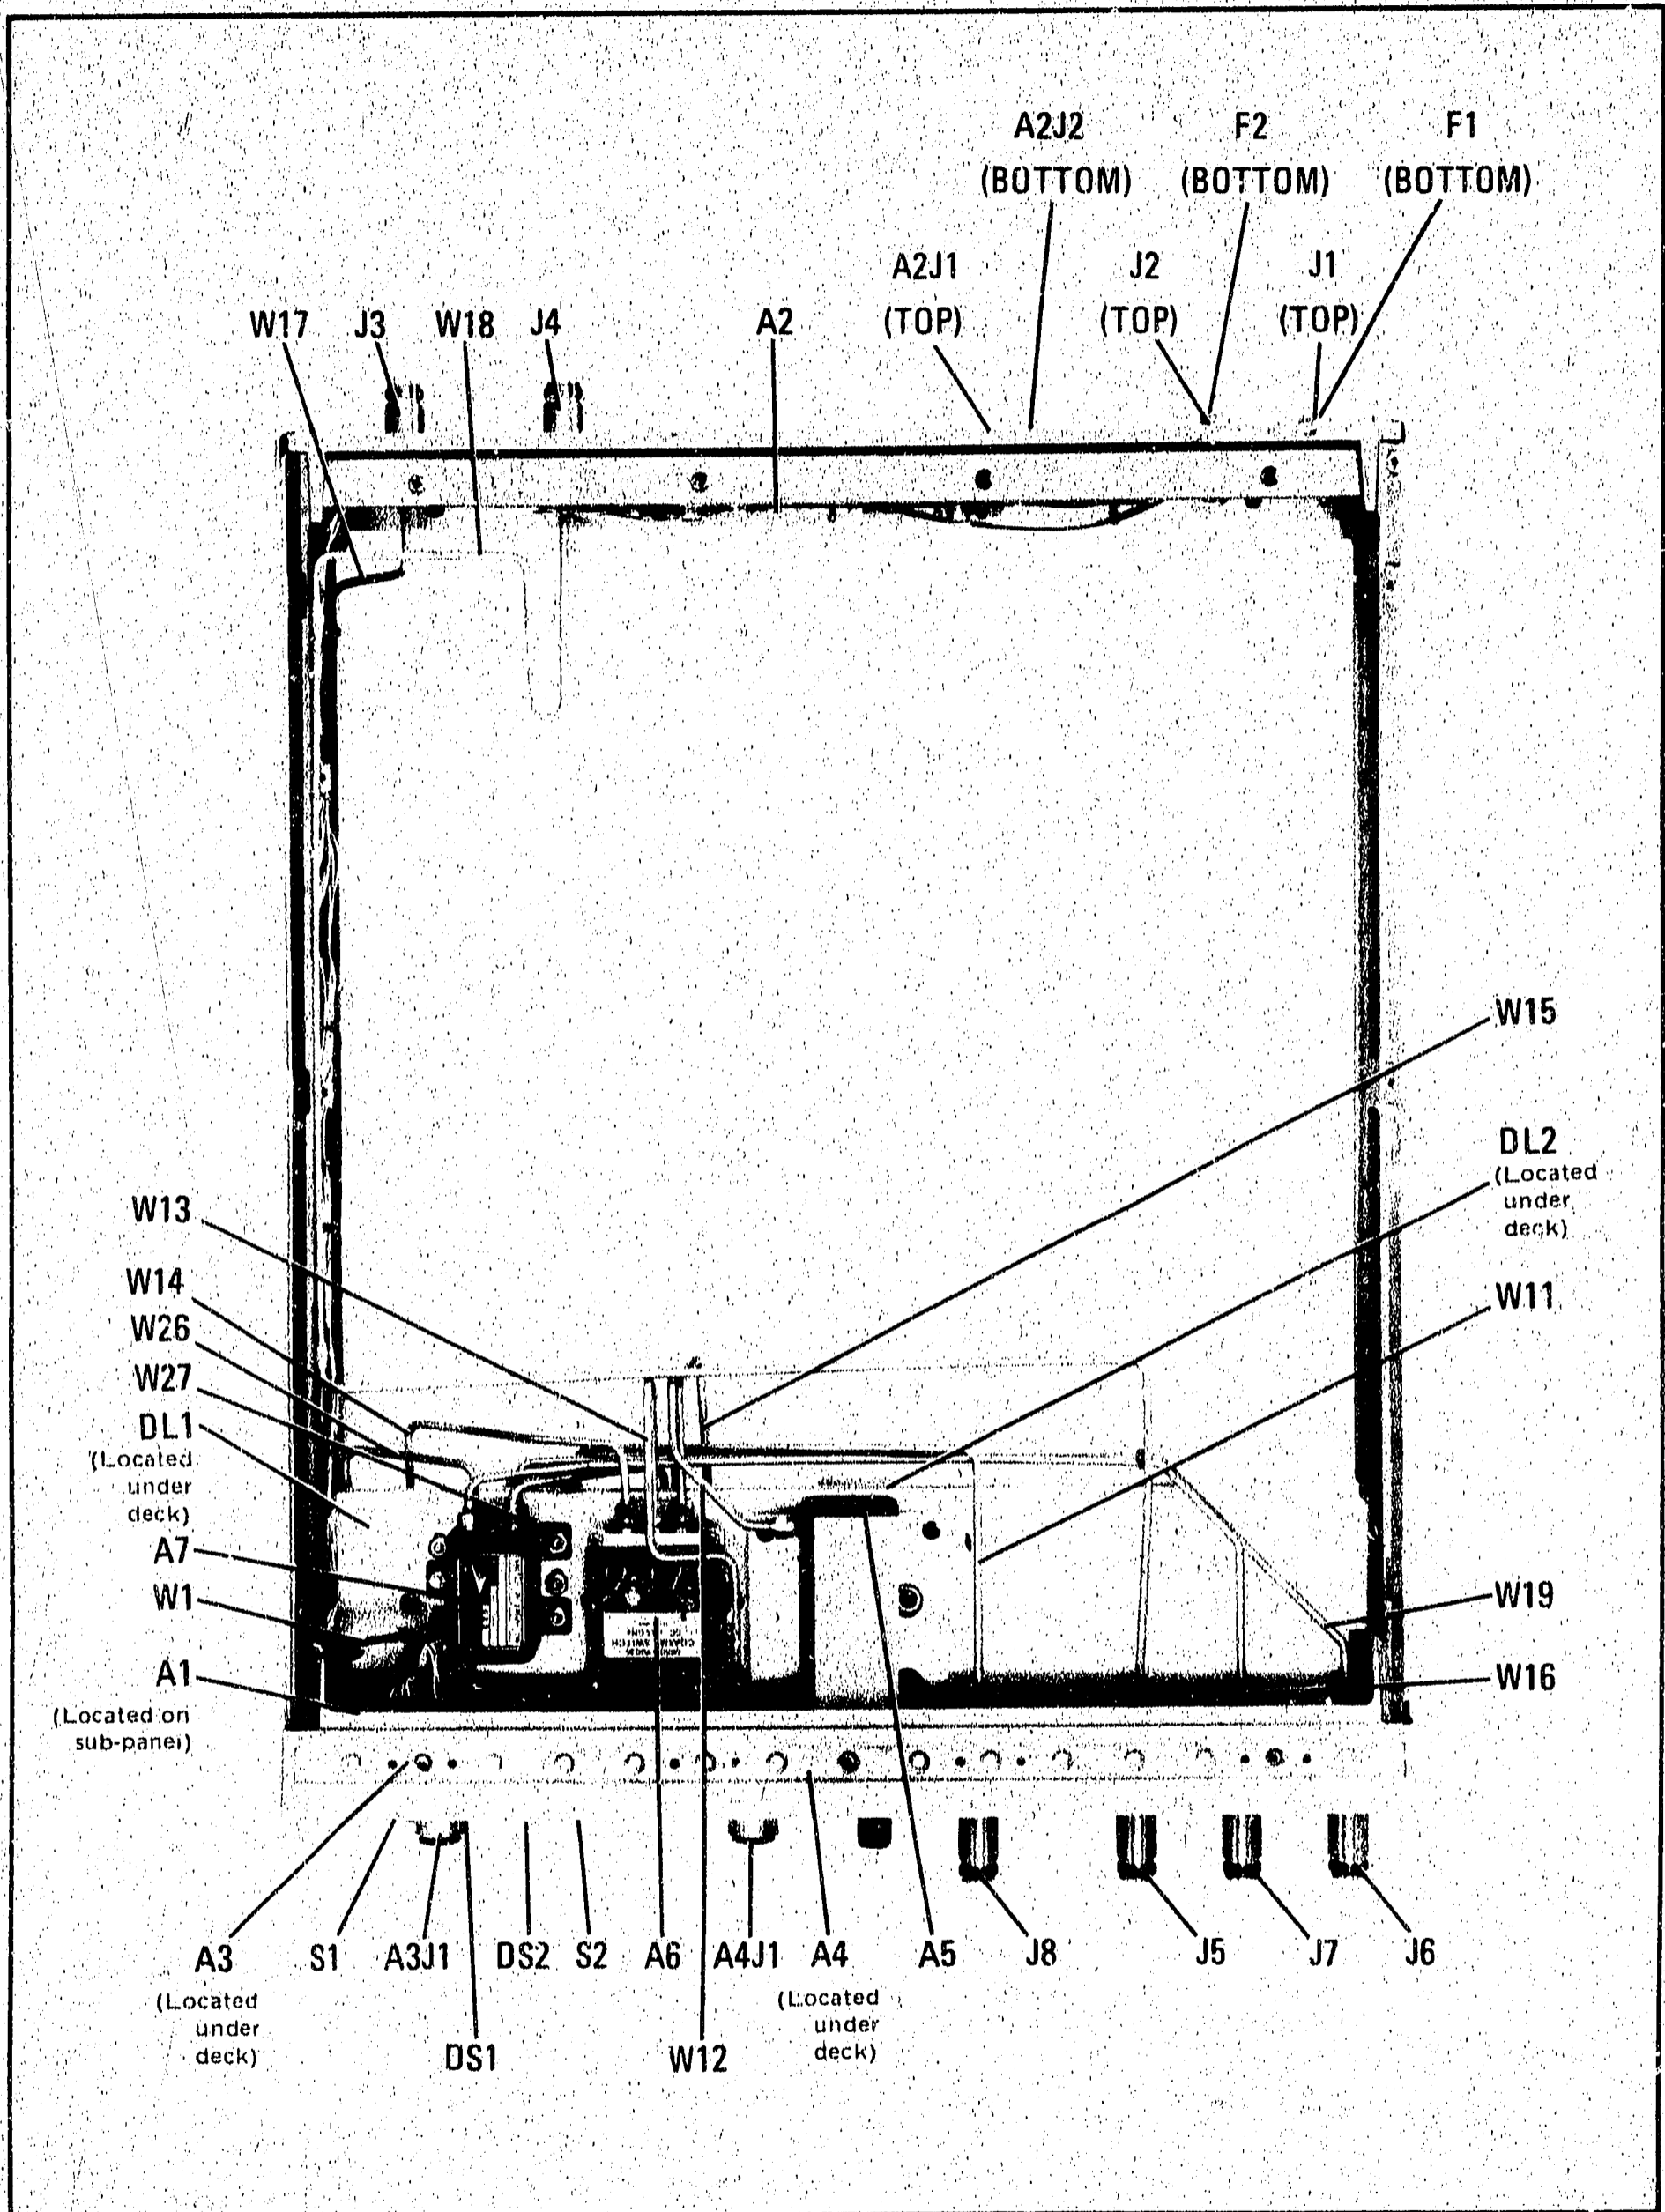 A2J2 F2 F1
(BOTTOM) (BOTTOM) (BOTTOM)
A2J1 J2 J1
(TOP) (TOP) (TOP)
W17 J3 W18 J4 A2
W15
DL2
(Located
under
deck)
W13
W14
W26
W27
DL1
(Located
under
deck)
W11
A7
W1
A1
(Located on
sub-panel)
W19
W16
COAXIAL SWITCH
A3
(Located
under
deck)
S1
A3J1
DS2
S2
A6
A4J1
A4
(Located
under
deck)
A5
J8
J5
J7
J6
DS1
W12